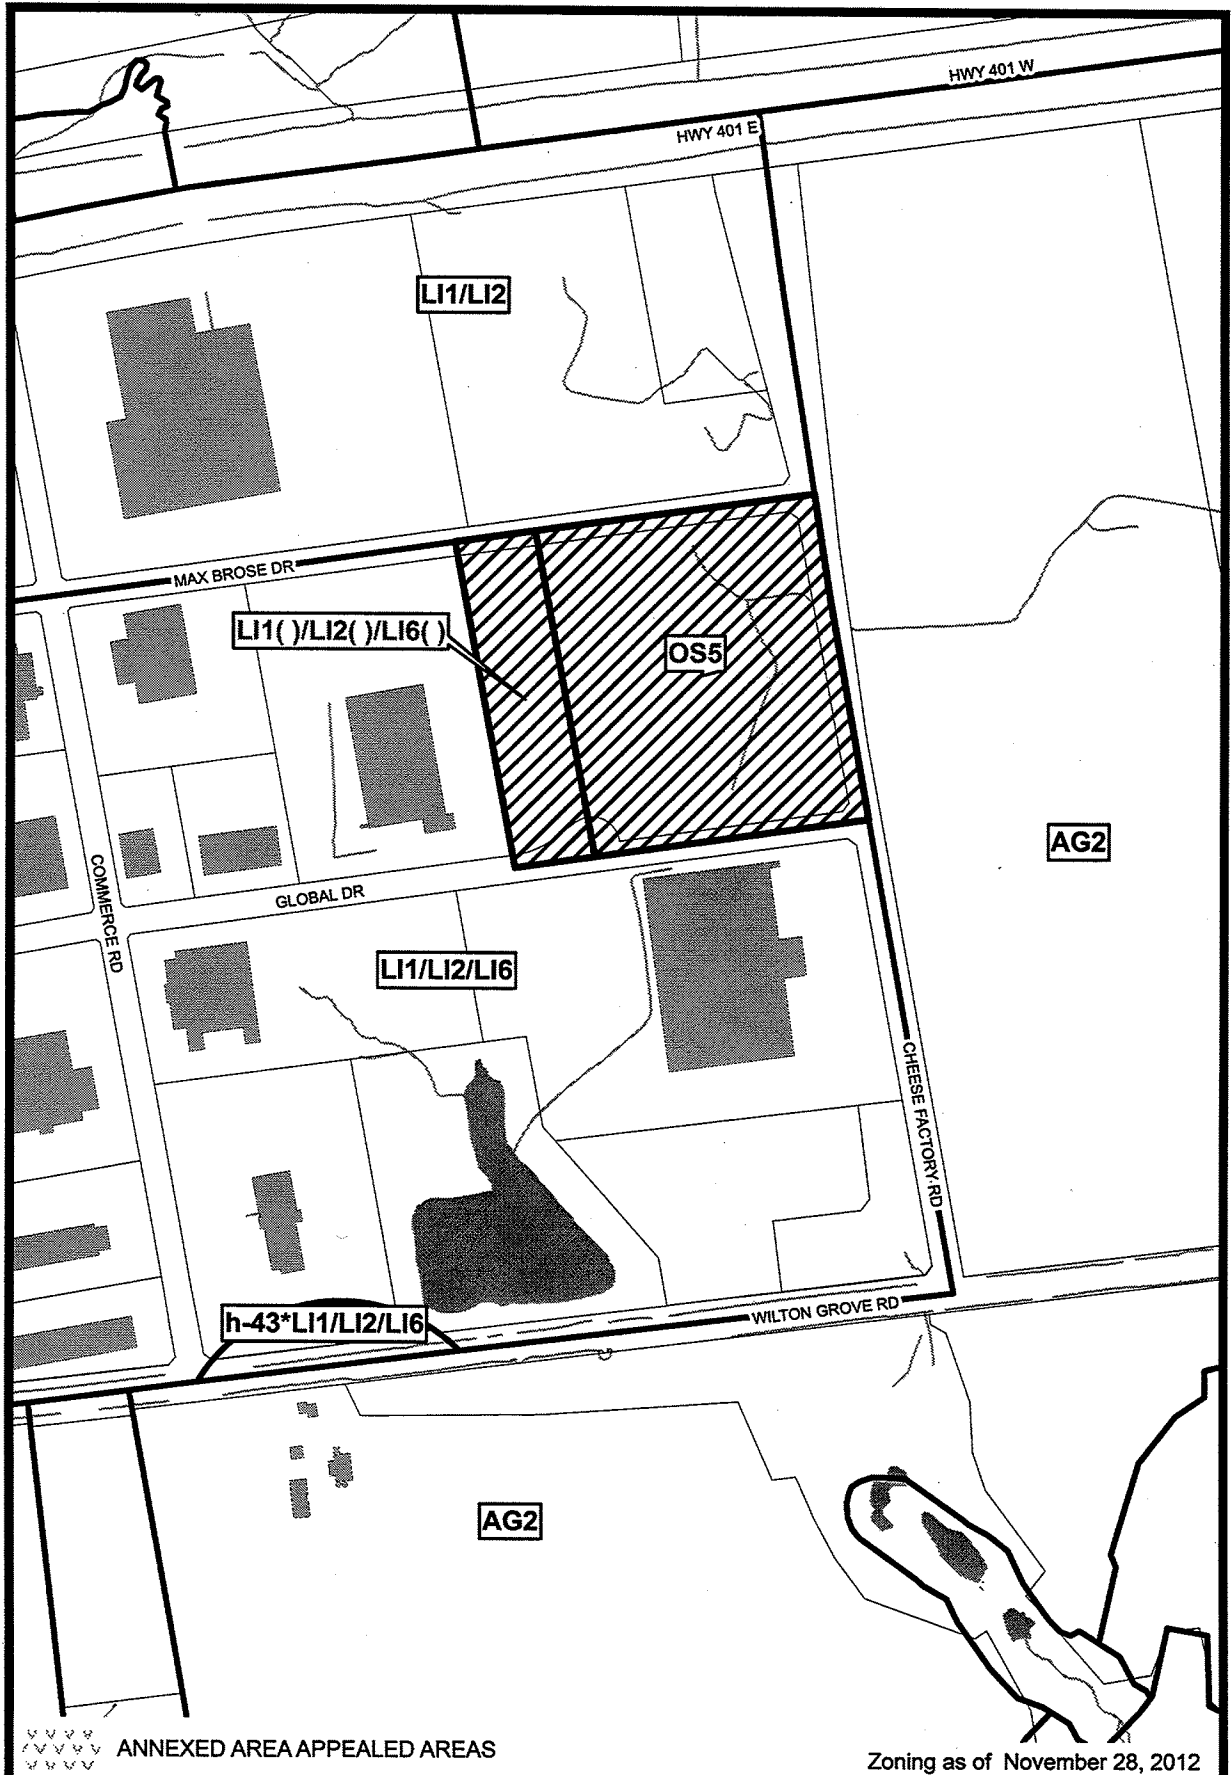 HWY 401 W
HWY 401 E
LI1/LI2
MAX BROSE DR
LI1( )/LI2( )/LI6( )
OS5
AG2
COMMERCE RD
GLOBAL DR
LI1/LI2/LI6
CHEESE FACTORY RD
WILTON GROVE RD
h-43*LI1/LI2/LI6
AG2
ANNEXED AREA APPEALED AREAS
Zoning as of November 28, 2012